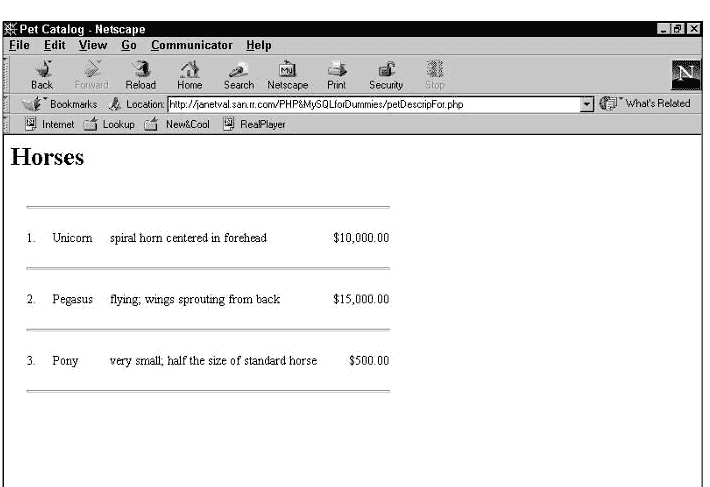 Pet Catalog - Netscape
File Edit View Go Communicator Help
Back Forward Reload Home Search Netscape Print Security Stop
Bookmarks Location: http://janetval.san.rr.com/PHP&MySQLforDummies/petDescripFor.php What's Related
Internet Lookup New&Cool RealPlayer
Horses
1. Unicorn spiral horn centered in forehead $10,000.00
2. Pegasus flying; wings sprouting from back $15,000.00
3. Pony very small; half the size of standard horse $500.00